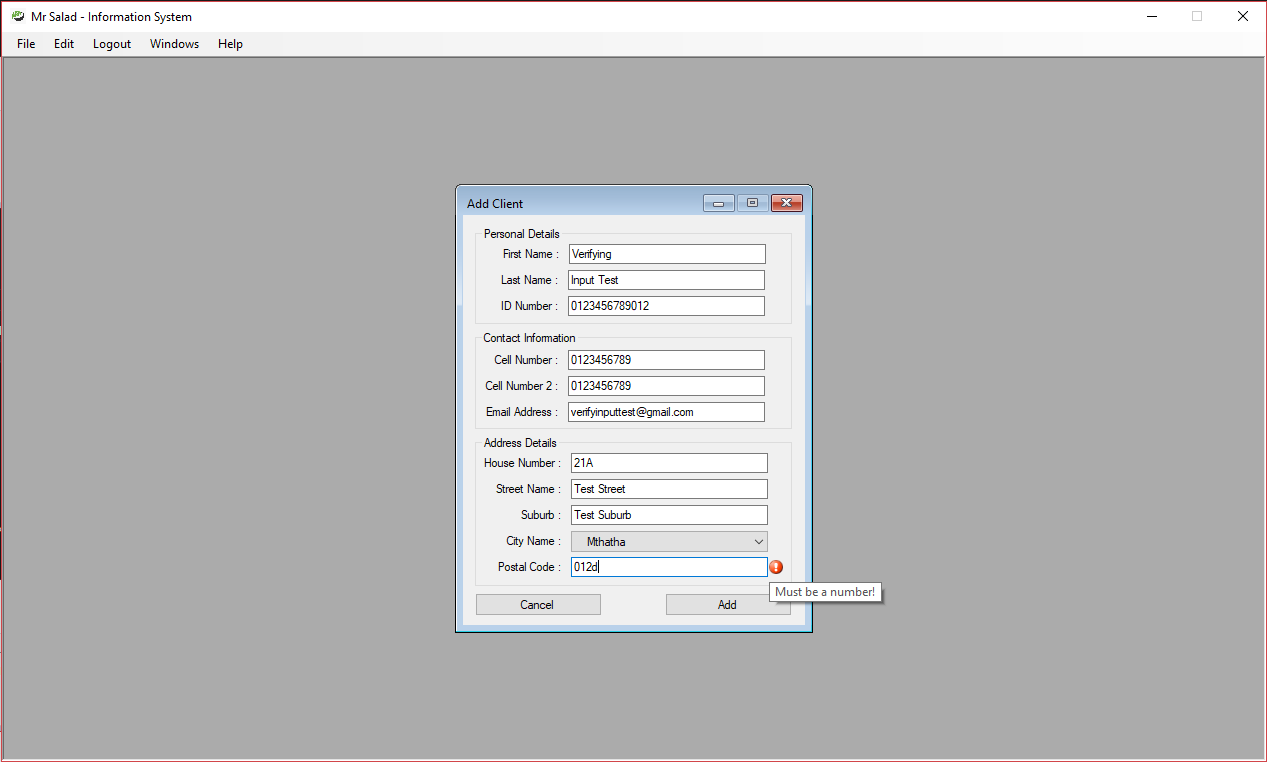 Mr Salad - Information System
File Edit Logout Windows Help
Add Client
Personal Details
First Name : Verifying
Last Name : Input Test
ID Number : 0123456789012
Contact Information
Cell Number : 0123456789
Cell Number 2 : 0123456789
Email Address : verifyinputtest@gmail.com
Address Details
House Number : 21A
Street Name : Test Street
Suburb : Test Suburb
City Name : Mthatha
Postal Code : 012d
Must be a number!
Cancel Add